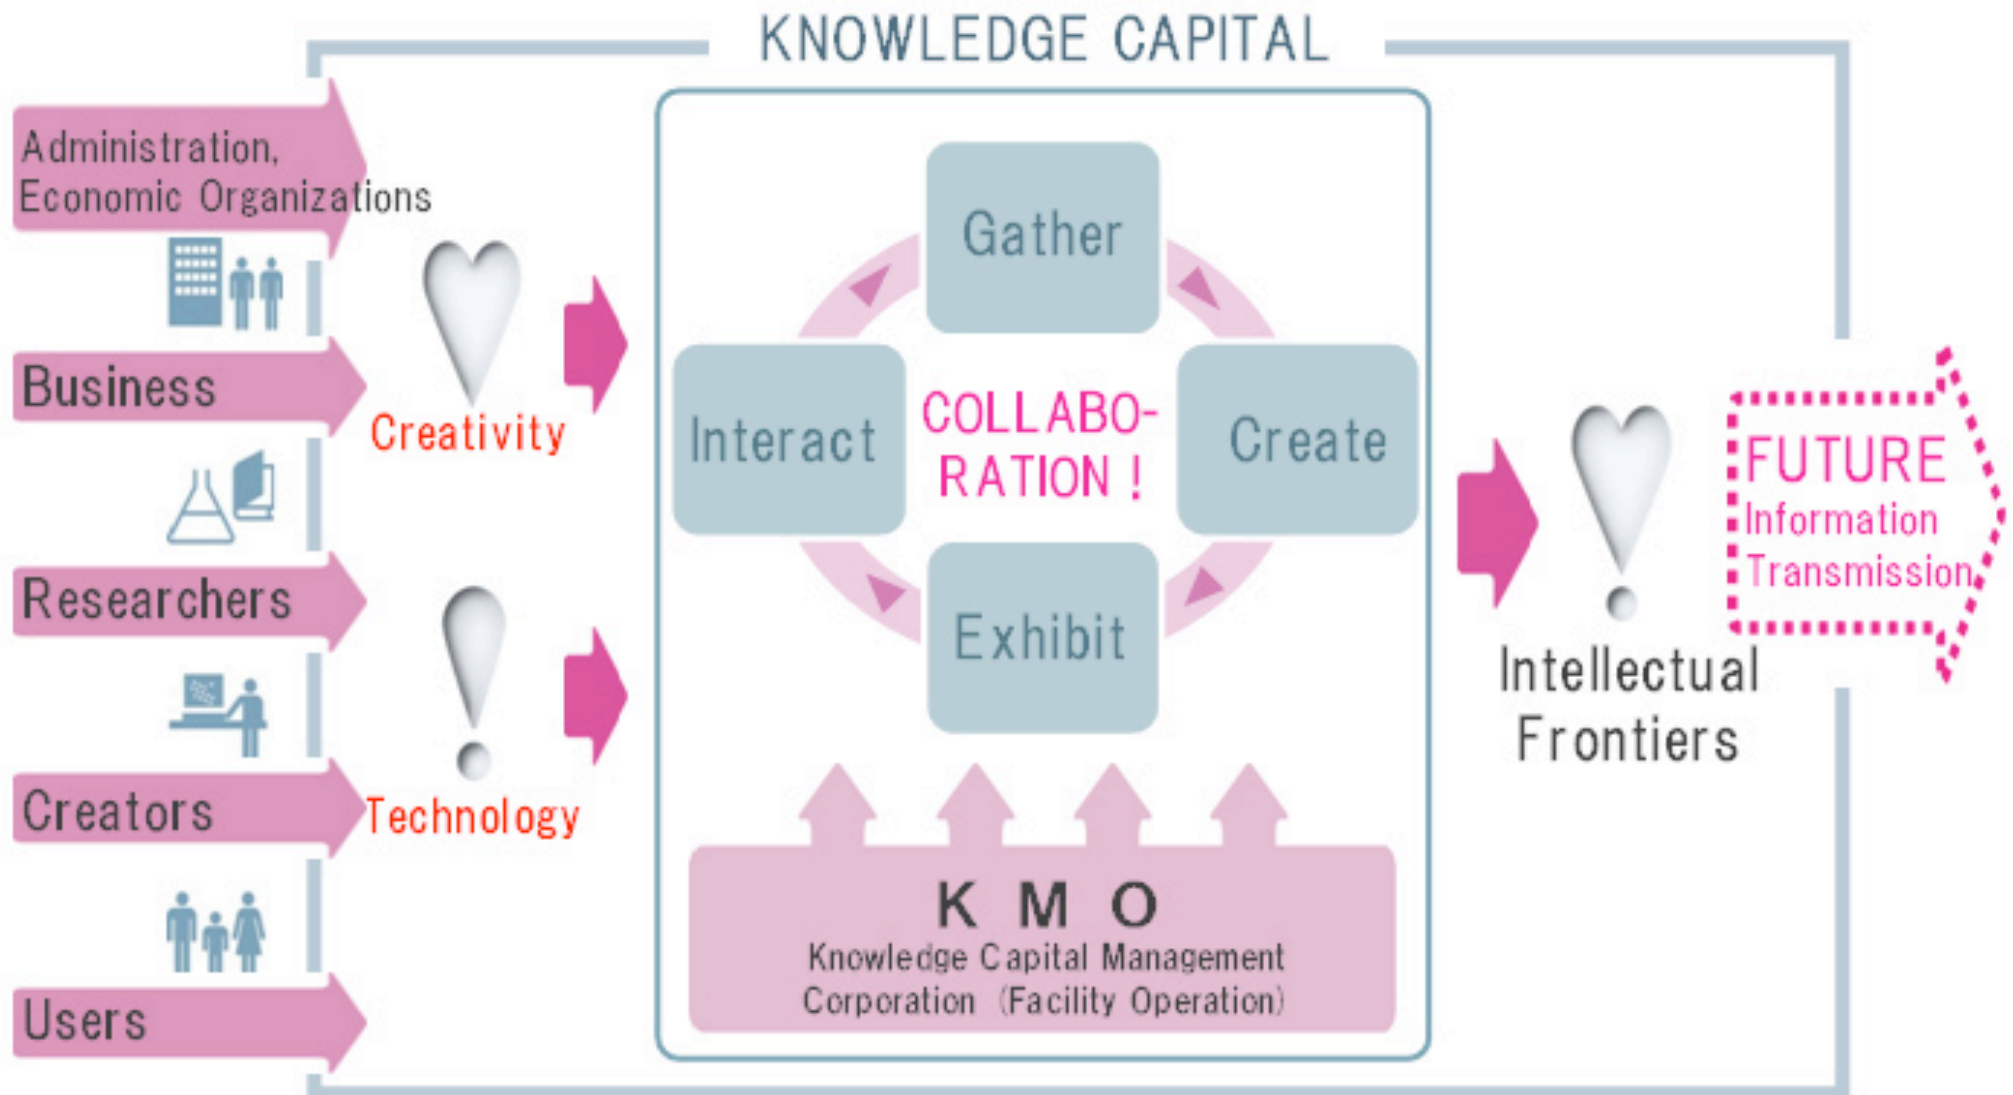 KNOWLEDGE CAPITAL
Administration,
Economic Organizations
Business
Researchers
Creators
Users
Creativity
Technology
Gather
Interact
COLLABO-
RATION !
Create
Exhibit
K M O
Knowledge Capital Management
Corporation (Facility Operation)
Intellectual
Frontiers
FUTURE
Information
Transmission